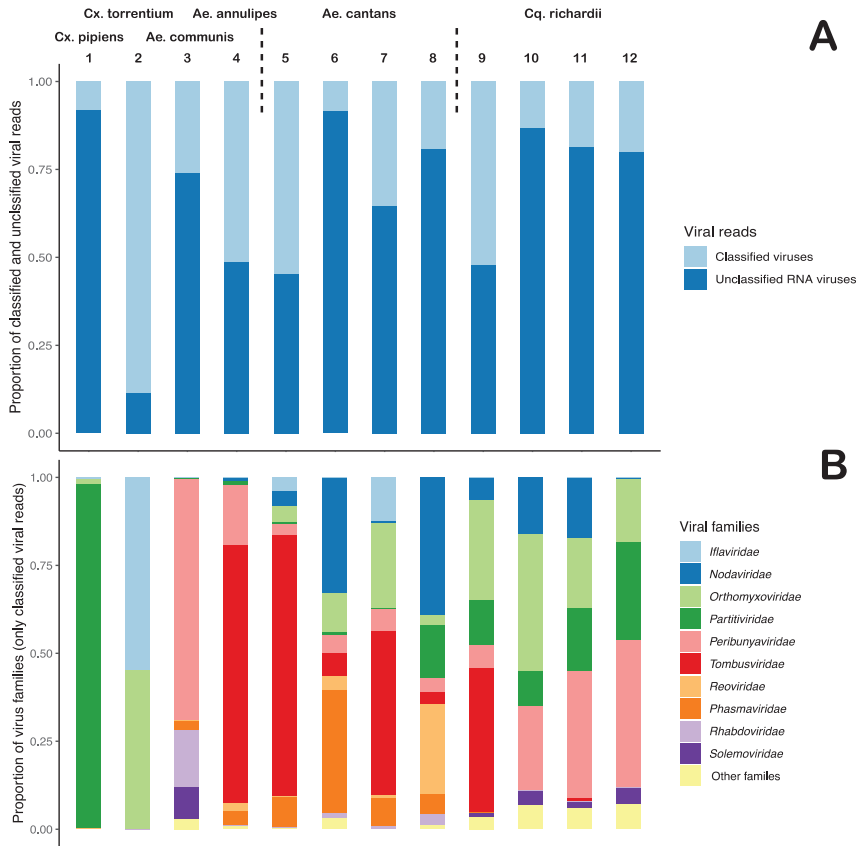 Cx. torrentium Ae. annulipes Ae. cantans Cq. richardii
A
Cx. pipiens Ae. communis
1 2 3 4 5 6 7 8 9 10 11 12
Proportion of classified and unclssified viral reads
1.00
0.75
0.50
0.25
0.00
Viral reads
Classified viruses
Unclassified RNA viruses
B
Proportion of virus families (only classified viral reads)
1.00
0.75
0.50
0.25
0.00
Viral families
Iflaviridae
Nodaviridae
Orthomyxoviridae
Partitiviridae
Peribunyaviridae
Tombusviridae
Reoviridae
Phasmaviridae
Rhabdoviridae
Solemoviridae
Other familes